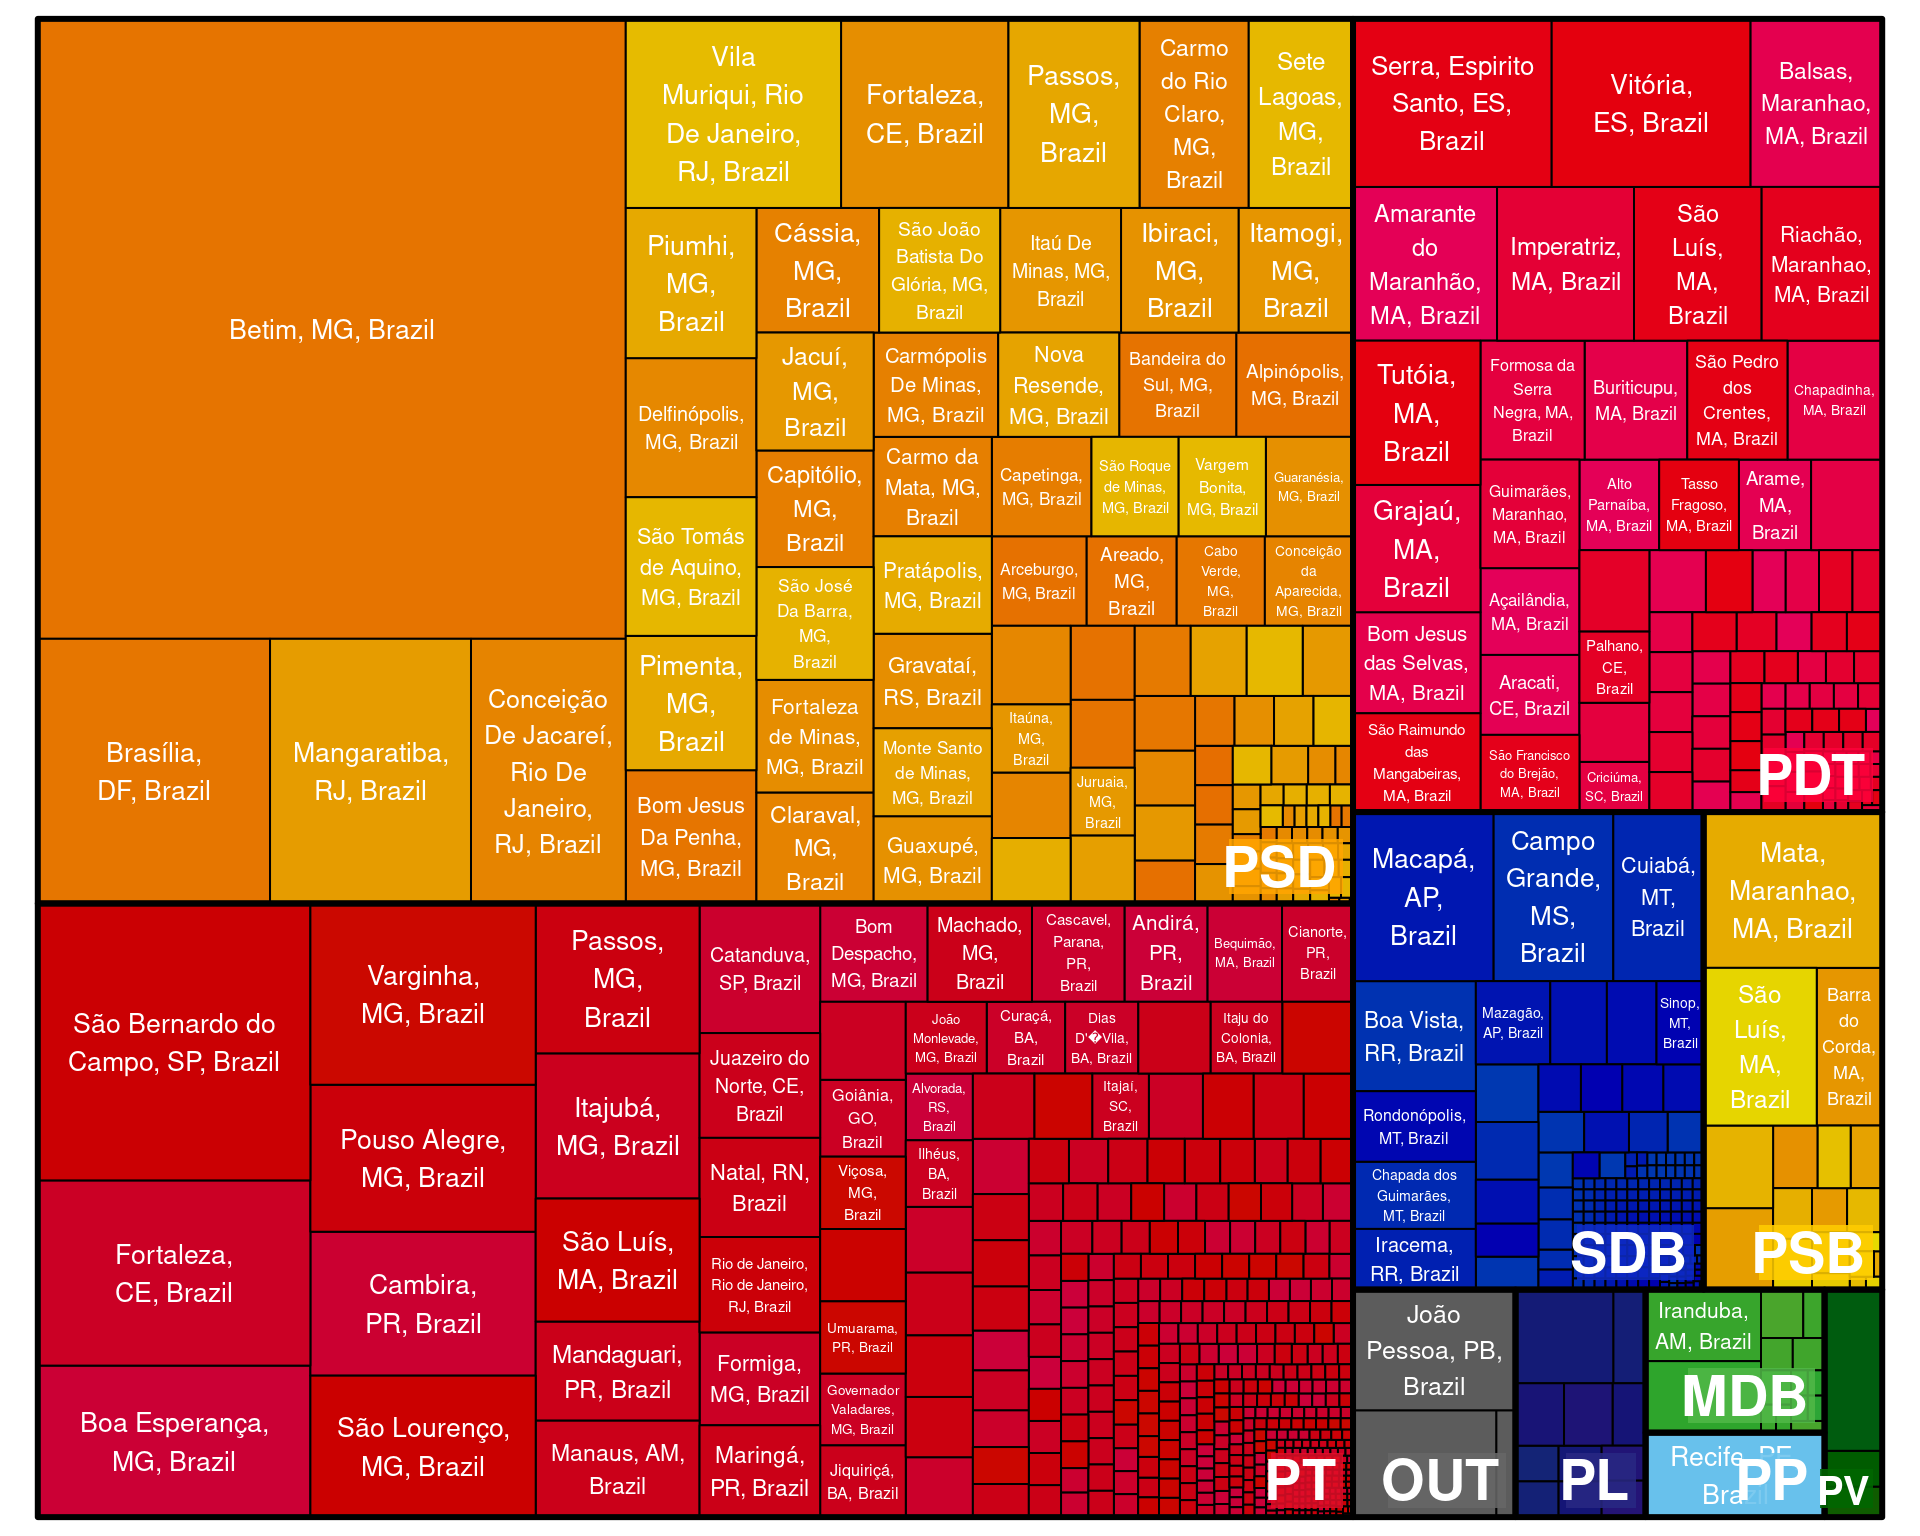 Betim, MG, Brazil
Brasília,
DF, Brazil
Mangaratiba,
RJ, Brazil
Conceição
De Jacareí,
Rio De
Janeiro,
RJ, Brazil
Vila
Muriqui, Rio
De Janeiro,
RJ, Brazil
Fortaleza,
CE, Brazil
Passos,
MG,
Brazil
Carmo
do Rio
Claro,
MG,
Brazil
Sete
Lagoas,
MG,
Brazil
Piumhi,
MG,
Brazil
Delfinópolis,
MG, Brazil
São Tomás
de Aquino,
MG, Brazil
Pimenta,
MG,
Brazil
Bom Jesus
Da Penha,
MG, Brazil
Cássia,
MG,
Brazil
São João
Batista Do
Glória, MG,
Brazil
Itaú De
Minas, MG,
Brazil
Ibiraci,
MG,
Brazil
Itamogi,
MG,
Brazil
Jacuí,
MG,
Brazil
Capitólio,
MG,
Brazil
São José
Da Barra,
MG,
Brazil
Fortaleza
de Minas,
MG, Brazil
Claraval,
MG,
Brazil
Carmópolis
De Minas,
MG, Brazil
Nova
Resende,
MG, Brazil
Bandeira do
Sul, MG,
Brazil
Alpinópolis,
MG, Brazil
Carmo da
Mata, MG,
Brazil
Pratápolis,
MG, Brazil
Gravataí,
RS, Brazil
Monte Santo
de Minas,
MG, Brazil
Guaxupé,
MG, Brazil
Capetinga,
MG, Brazil
São Roque
de Minas,
MG, Brazil
Vargem
Bonita,
MG, Brazil
Guaranésia,
MG, Brazil
Arceburgo,
MG, Brazil
Areado,
MG,
Brazil
Cabo
Verde,
MG,
Brazil
Conceição
da
Aparecida,
MG, Brazil
Itaúna,
MG,
Brazil
Juruaia,
MG,
Brazil
PSD
Serra, Espirito
Santo, ES,
Brazil
Vitória,
ES, Brazil
Balsas,
Maranhao,
MA, Brazil
Amarante
do
Maranhão,
MA, Brazil
Imperatriz,
MA, Brazil
São
Luís,
MA,
Brazil
Riachão,
Maranhao,
MA, Brazil
Tutóia,
MA,
Brazil
Grajaú,
MA,
Brazil
Bom Jesus
das Selvas,
MA, Brazil
São Raimundo
das
Mangabeiras,
MA, Brazil
Formosa da
Serra
Negra, MA,
Brazil
Buriticupu,
MA, Brazil
São Pedro
dos
Crentes,
MA, Brazil
Chapadinha,
MA, Brazil
Guimarães,
Maranhao,
MA, Brazil
Açailândia,
MA, Brazil
Aracati,
CE, Brazil
São Francisco
do Brejão,
MA, Brazil
Alto
Parnaíba,
MA, Brazil
Tasso
Fragoso,
MA, Brazil
Arame,
MA,
Brazil
Palhano,
CE,
Brazil
Criciúma,
SC, Brazil
PDT
São Bernardo do
Campo, SP, Brazil
Fortaleza,
CE, Brazil
Boa Esperança,
MG, Brazil
Varginha,
MG, Brazil
Pouso Alegre,
MG, Brazil
Cambira,
PR, Brazil
São Lourenço,
MG, Brazil
Passos,
MG,
Brazil
Itajubá,
MG, Brazil
São Luís,
MA, Brazil
Mandaguari,
PR, Brazil
Manaus, AM,
Brazil
Catanduva,
SP, Brazil
Juazeiro do
Norte, CE,
Brazil
Natal, RN,
Brazil
Rio de Janeiro,
Rio de Janeiro,
RJ, Brazil
Formiga,
MG, Brazil
Maringá,
PR, Brazil
Bom
Despacho,
MG, Brazil
Machado,
MG,
Brazil
Cascavel,
Parana,
PR,
Brazil
Andirá,
PR,
Brazil
Bequimão,
MA, Brazil
Cianorte,
PR,
Brazil
Goiânia,
GO,
Brazil
Viçosa,
MG,
Brazil
Umuarama,
PR, Brazil
Governador
Valadares,
MG, Brazil
Jiquiriçá,
BA, Brazil
João
Monlevade,
MG, Brazil
Curaçá,
BA,
Brazil
Dias
D'�Vila,
BA, Brazil
Itaju do
Colonia,
BA, Brazil
Alvorada,
RS,
Brazil
Ilhéus,
BA,
Brazil
Itajaí,
SC,
Brazil
PT
Macapá,
AP,
Brazil
Campo
Grande,
MS,
Brazil
Cuiabá,
MT,
Brazil
Boa Vista,
RR, Brazil
Rondonópolis,
MT, Brazil
Chapada dos
Guimarães,
MT, Brazil
Iracema,
RR, Brazil
Mazagão,
AP, Brazil
Sinop,
MT,
Brazil
SDB
Mata,
Maranhao,
MA, Brazil
São
Luís,
MA,
Brazil
Barra
do
Corda,
MA,
Brazil
PSB
João
Pessoa, PB,
Brazil
OUT
PL
Iranduba,
AM, Brazil
MDB
Recife, PE,
Brazil
PP
PV